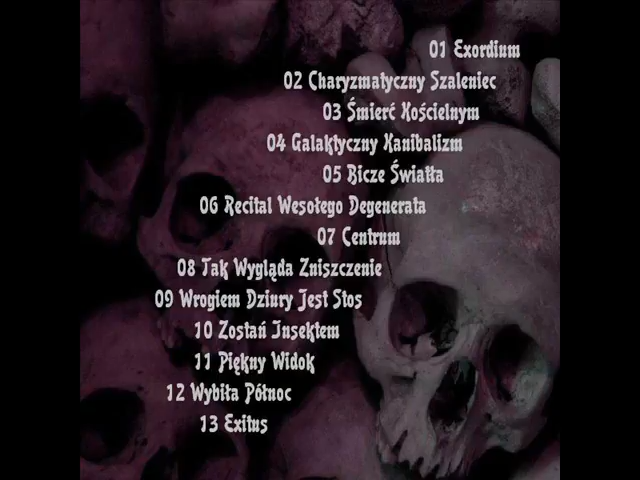 01 Exordium
02 Charyzmatyczny Szaleniec
03 Śmierć Kościelnym
04 Galaktyczny Kanibalizm
05 Bicze Światła
06 Recital Wesołego Degenerata
07 Centrum
08 Tak Wygląda Zniszczenie
09 Wrogiem Dziury Jest Stos
10 Zostań Insektem
11 Piękny Widok
12 Wybiła Północ
13 Exitus